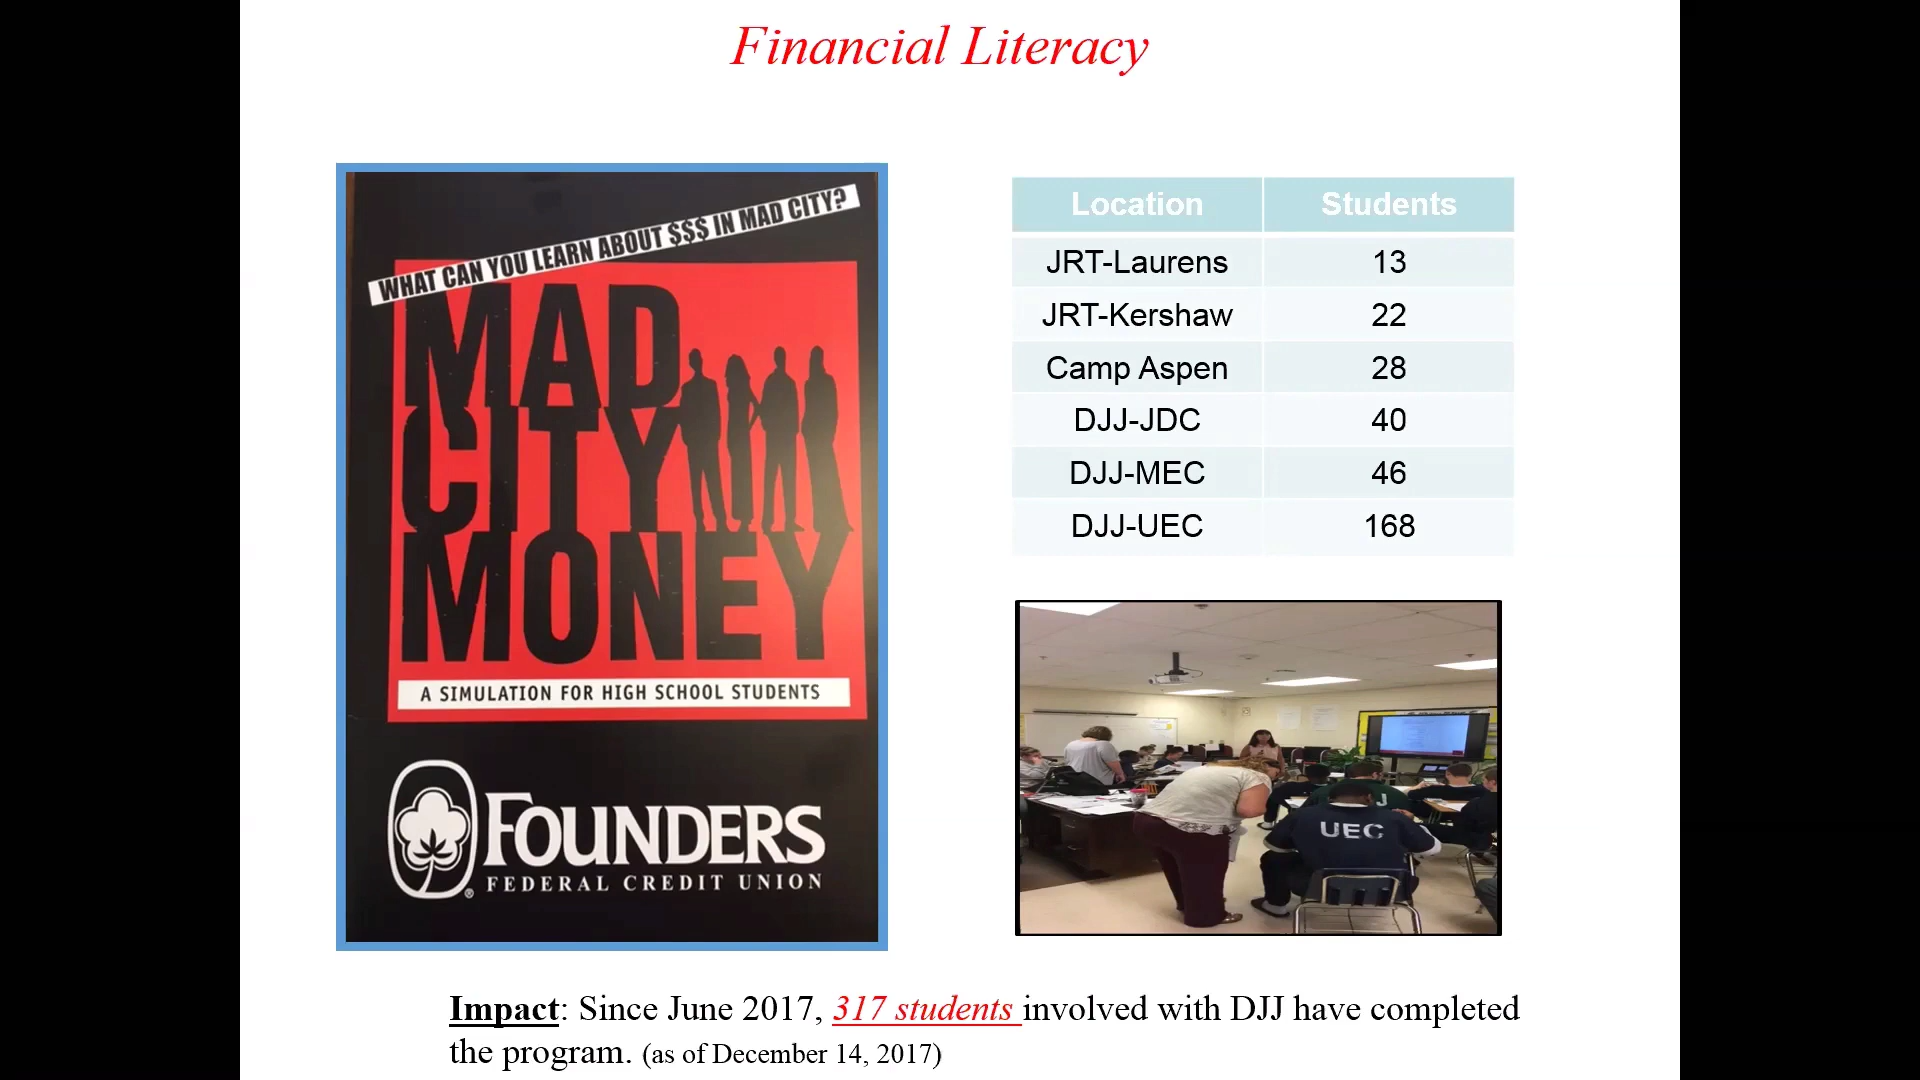 Financial Literacy
WHAT CAN YOU LEARN ABOUT $$$ IN MAD CITY?
MAD
CITY
MONEY
A SIMULATION FOR HIGH SCHOOL STUDENTS
FOUNDERS
FEDERAL CREDIT UNION
Location Students
JRT-Laurens 13
JRT-Kershaw 22
Camp Aspen 28
DJJ-JDC 40
DJJ-MEC 46
DJJ-UEC 168
J
UEC
Impact: Since June 2017, 317 students involved with DJJ have completed
the program. (as of December 14, 2017)